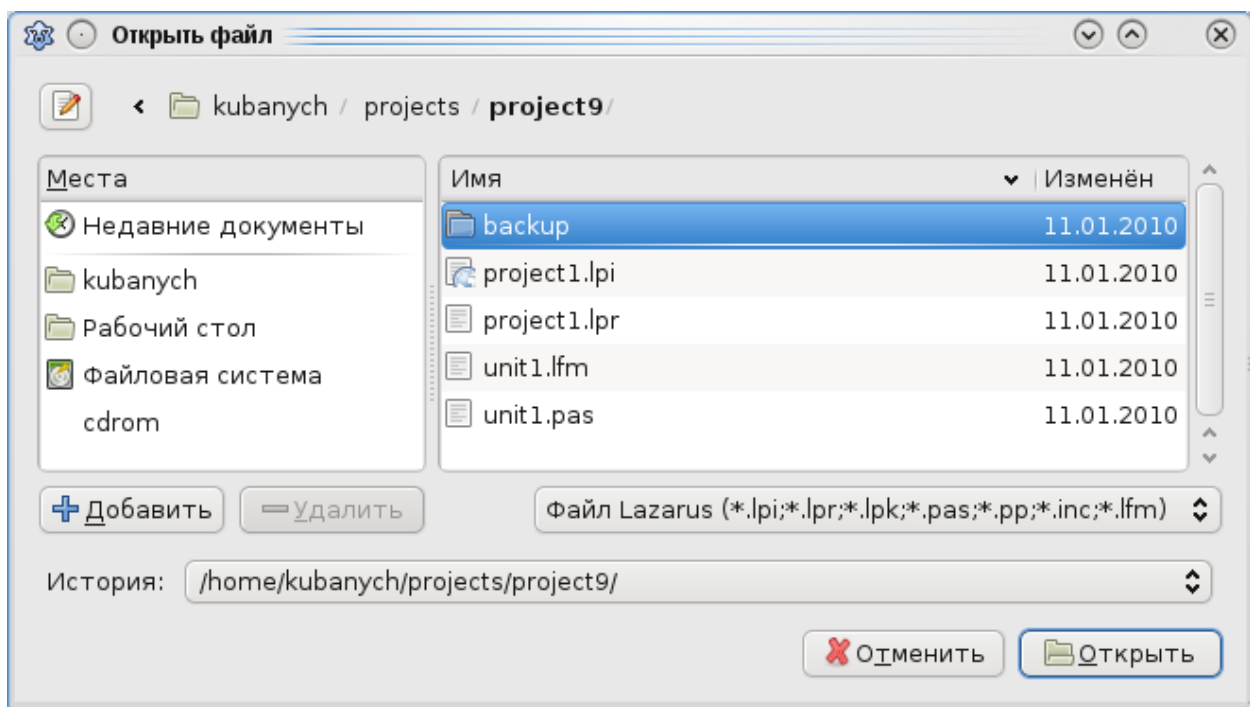 Открыть файл
kubanych / projects / project9/
Места
Недавние документы
kubanych
Рабочий стол
Файловая система
cdrom
Имя Изменён
backup 11.01.2010
project1.lpi 11.01.2010
project1.lpr 11.01.2010
unit1.lfm 11.01.2010
unit1.pas 11.01.2010
Добавить Удалить Файл Lazarus (*.lpi;*.lpr;*.lpk;*.pas;*.pp;*.inc;*.lfm)
История: /home/kubanych/projects/project9/
Отменить Открыть